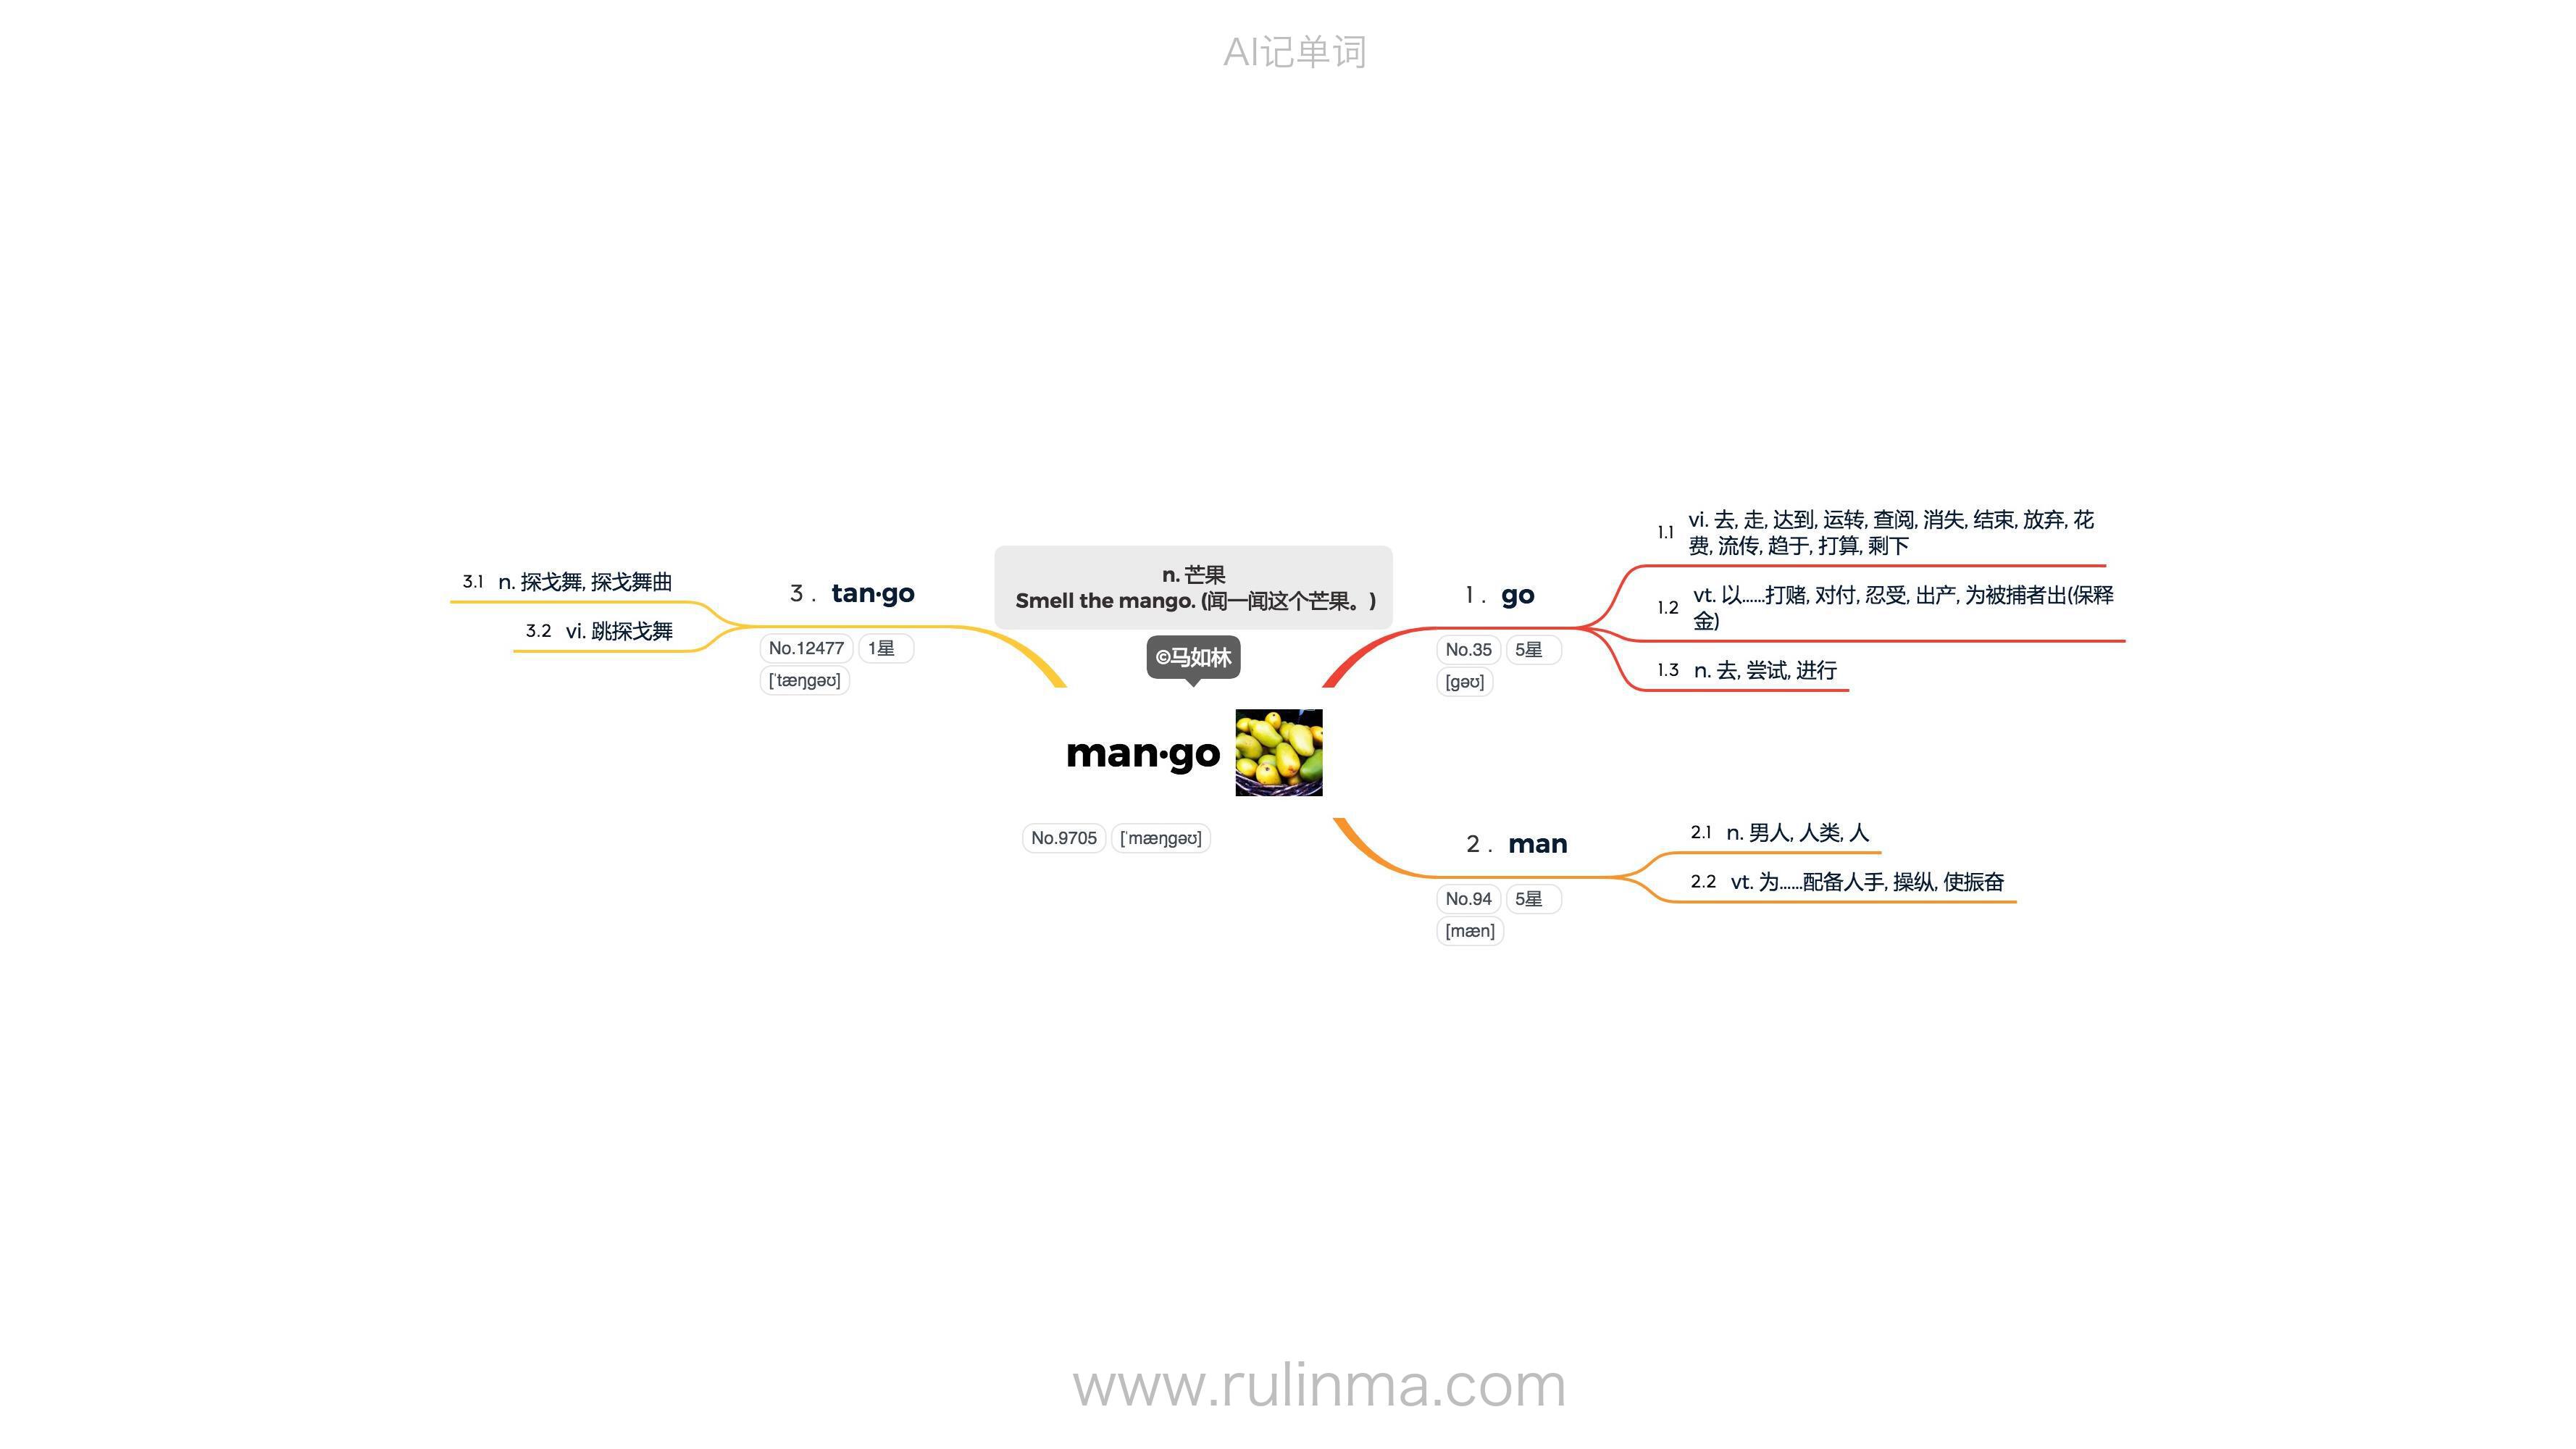 AI记单词
n. 芒果
Smell the mango. (闻一闻这个芒果。)
©马如林
man·go
No.9705 [ˈmæŋɡəʊ]
1. go
No.35 5星
[ɡəʊ]
1.1 vi. 去, 走, 达到, 运转, 查阅, 消失, 结束, 放弃, 花
费, 流传, 趋于, 打算, 剩下
1.2 vt. 以……打赌, 对付, 忍受, 出产, 为被捕者出(保释
金)
1.3 n. 去, 尝试, 进行
2. man
No.94 5星
[mæn]
2.1 n. 男人, 人类, 人
2.2 vt. 为……配备人手, 操纵, 使振奋
3. tan·go
No.12477 1星
[ˈtæŋɡəʊ]
3.1 n. 探戈舞, 探戈舞曲
3.2 vi. 跳探戈舞
www.rulinma.com